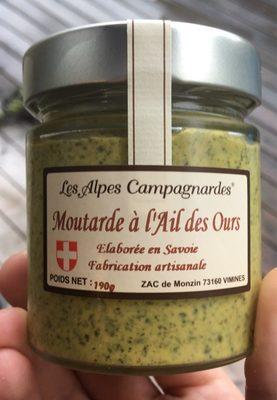 Les Alpes Campagnardes®
Moutarde à l'Ail des Ours
Elaborée en Savoie
Fabrication artisanale
POIDS NET : 190g
ZAC de Monzin 73160 VIMINES